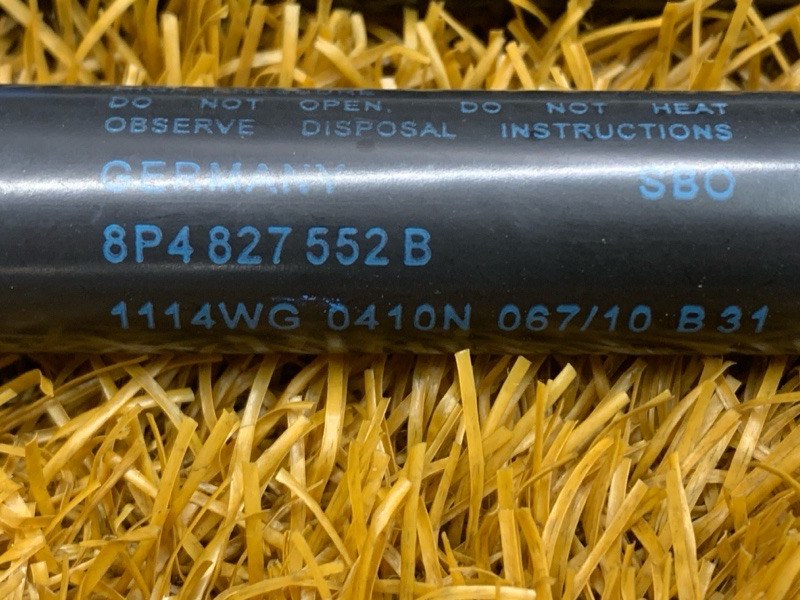 DO NOT OPEN. DO NOT HEAT
OBSERVE DISPOSAL INSTRUCTIONS
GERMANY SBO
8P4 827 552 B
1114WG 0410N 067/10 B 31